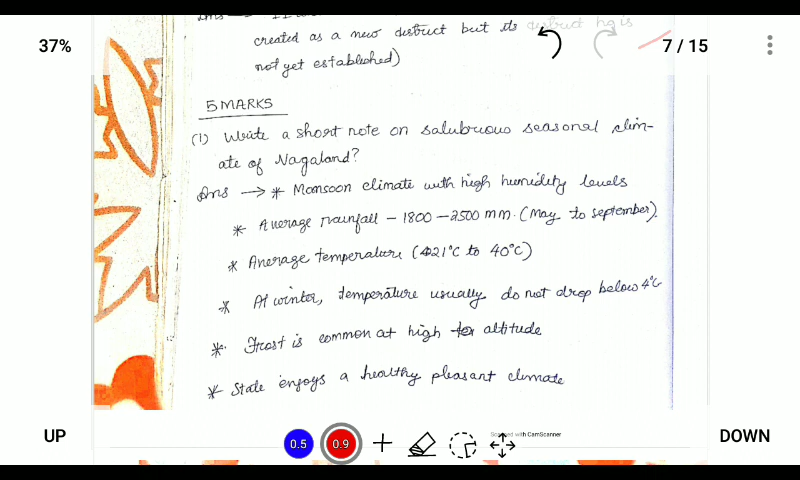 37%
7 / 15
Ans
created as a new district but its district hq is
not yet established)
5 MARKS
(1) Write a short note on salubrious seasonal clim-
ate of Nagaland?
Ans → * Monsoon climate with high humidity levels
* Average rainfall - 1800 - 2500 mm. (May to september).
* Average temperature (21°C to 40°C)
* At winter, temperature usually do not drop below 4°C
* Frost is common at high altitude
* State enjoys a healthy pleasant climate
UP
0.5
0.9
Scanned with CamScanner
DOWN